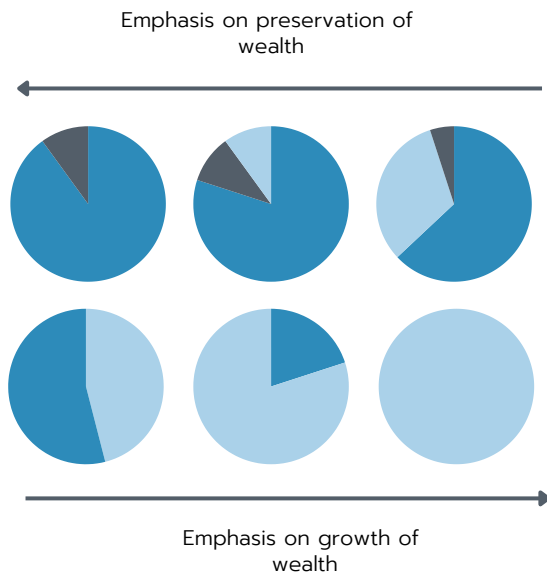 Emphasis on preservation of
wealth
Emphasis on growth of
wealth